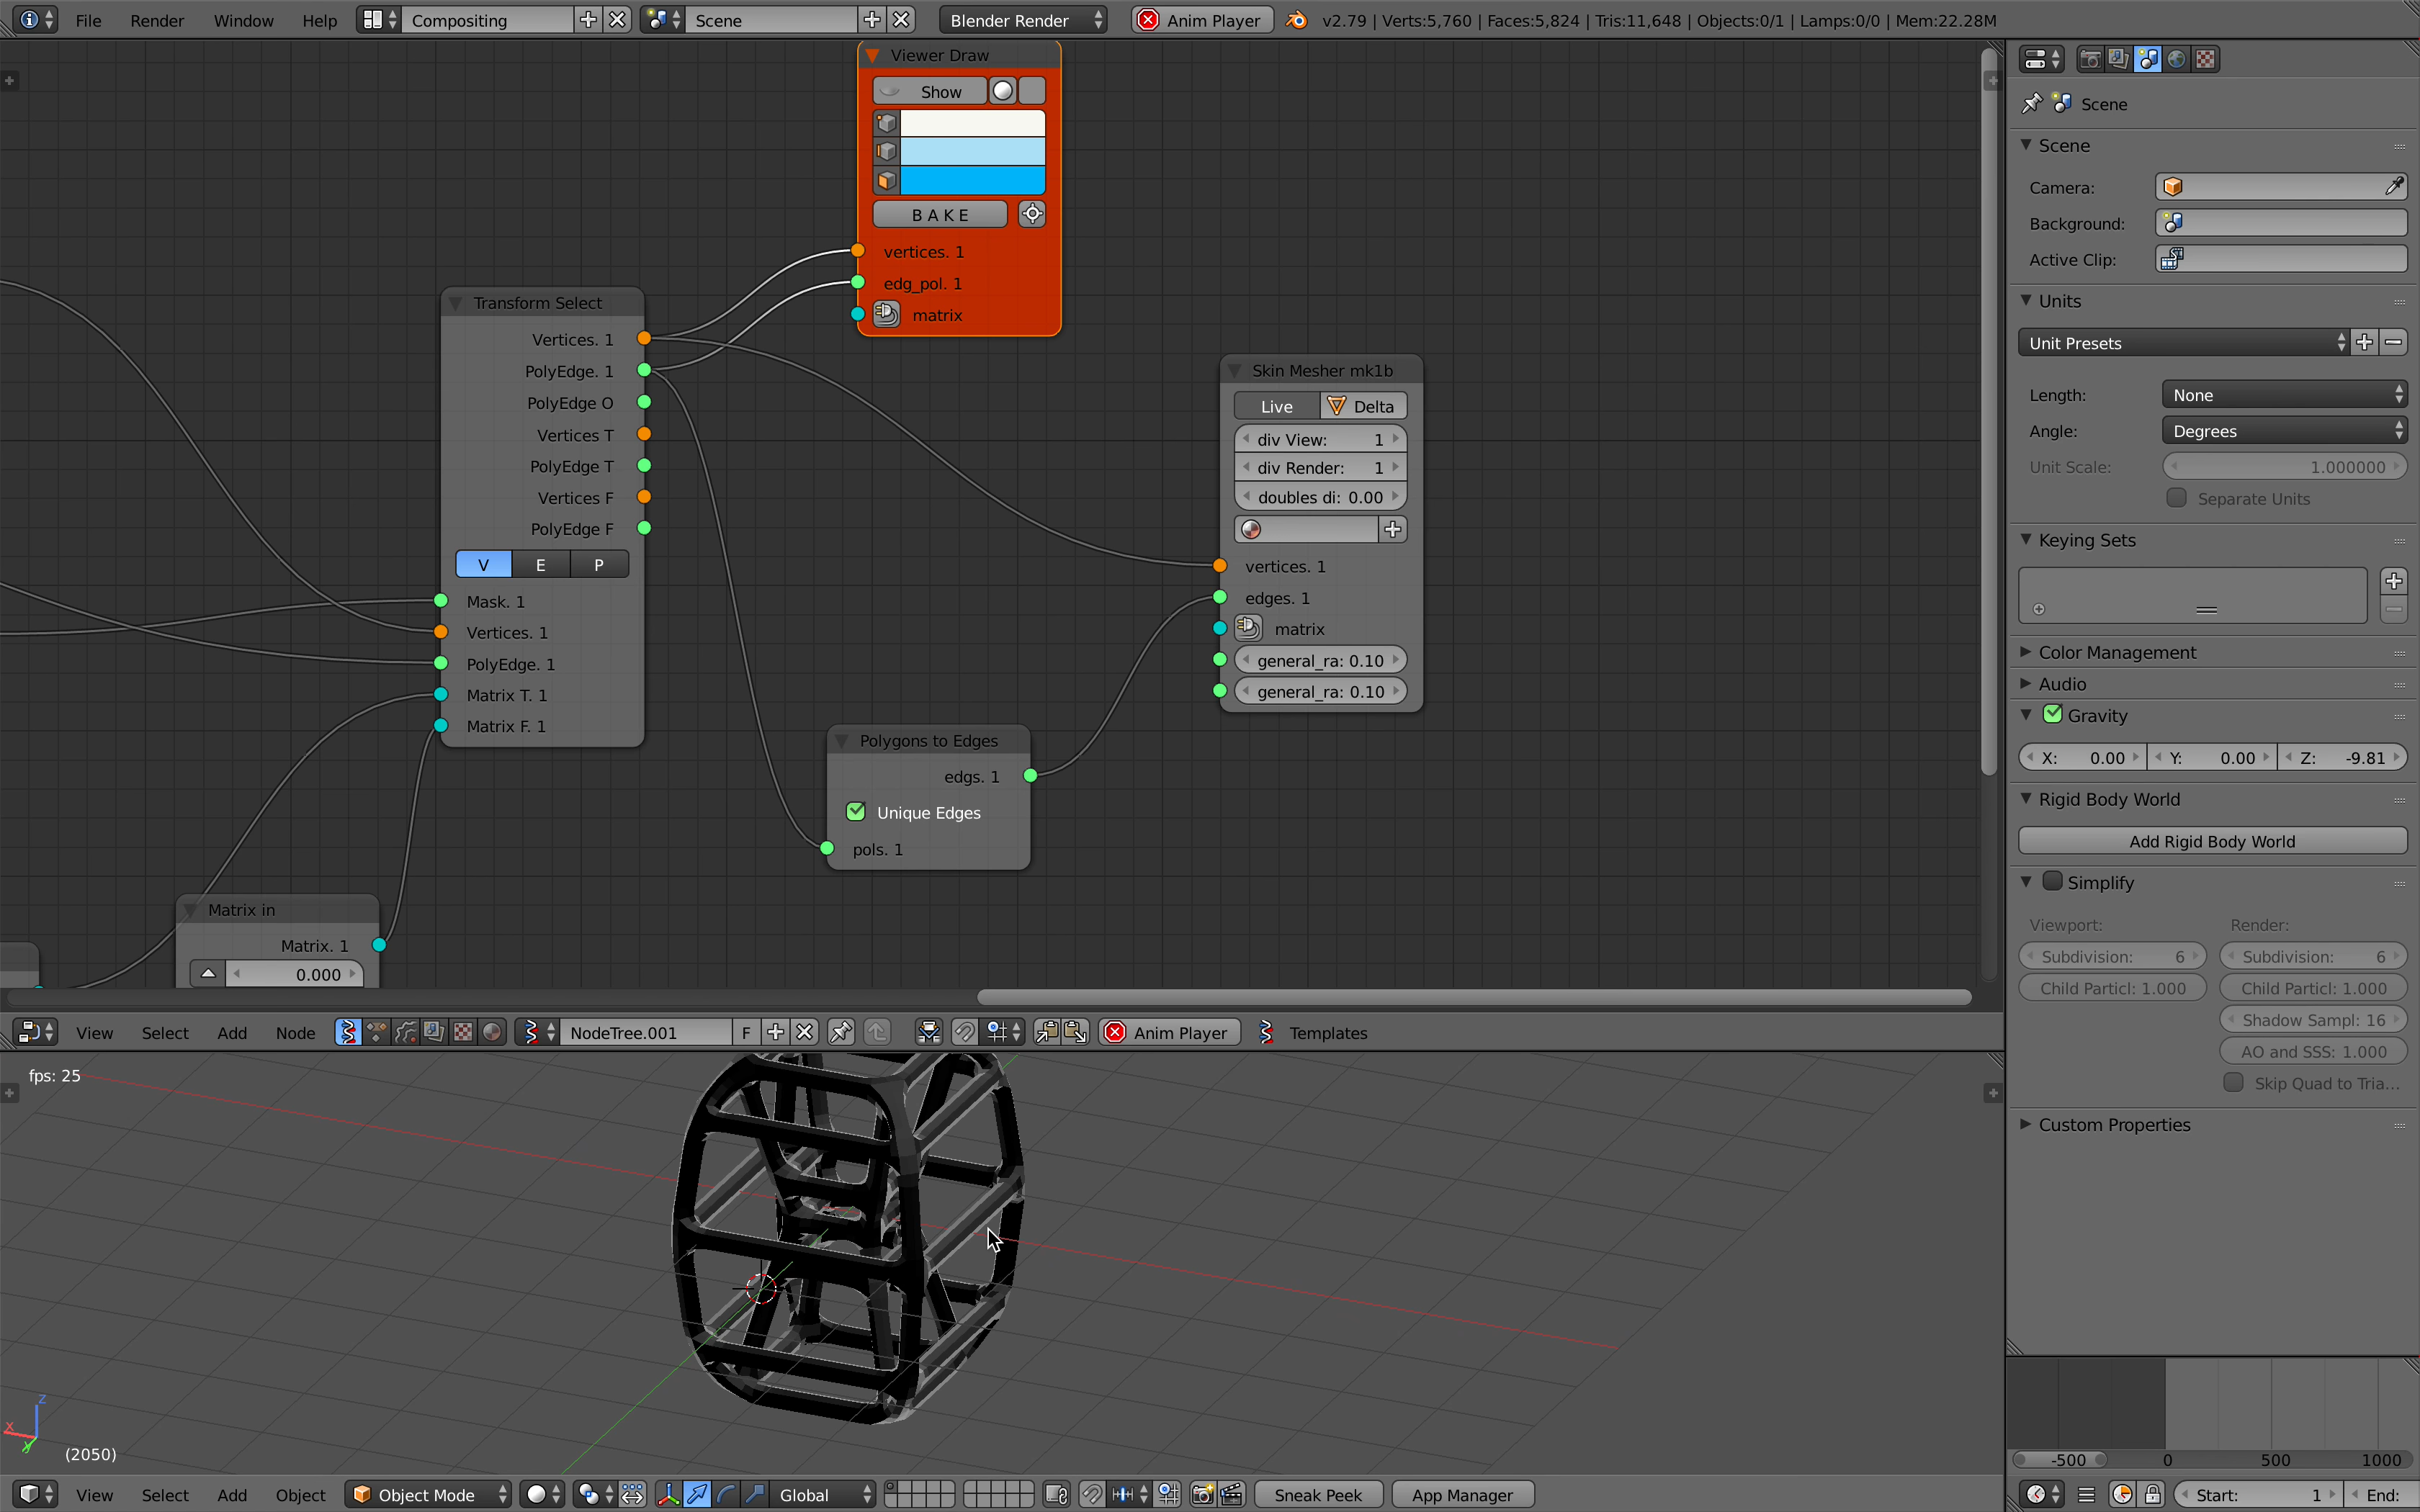 File Render Window Help Compositing Scene Blender Render Anim Player v2.79 | Verts:5,760 | Faces:5,824 | Tris:11,648 | Objects:0/1 | Lamps:0/0 | Mem:22.28M
Viewer Draw
Show
B A K E
vertices. 1
edg_pol. 1
matrix
Transform Select
Vertices. 1
PolyEdge. 1
PolyEdge O
Vertices T
PolyEdge T
Vertices F
PolyEdge F
V E P
Mask. 1
Vertices. 1
PolyEdge. 1
Matrix T. 1
Matrix F. 1
Skin Mesher mk1b
Live Delta
div View: 1
div Render: 1
doubles di: 0.00
vertices. 1
edges. 1
matrix
general_ra: 0.10
general_ra: 0.10
Polygons to Edges
edgs. 1
Unique Edges
pols. 1
Matrix in
Matrix. 1
0.000
View Select Add Node NodeTree.001 F Anim Player Templates
fps: 25
z
x
y
(2050)
View Select Add Object Object Mode Global Sneak Peek App Manager
Scene
Scene
Camera:
Background:
Active Clip:
Units
Unit Presets
Length: None
Angle: Degrees
Unit Scale: 1.000000
Separate Units
Keying Sets
Color Management
Audio
Gravity
X: 0.00 Y: 0.00 Z: -9.81
Rigid Body World
Add Rigid Body World
Simplify
Viewport: Render:
Subdivision: 6 Subdivision: 6
Child Particl: 1.000 Child Particl: 1.000
Shadow Sampl: 16
AO and SSS: 1.000
Skip Quad to Tria...
Custom Properties
-500 0 500 1000
Start: 1 End: